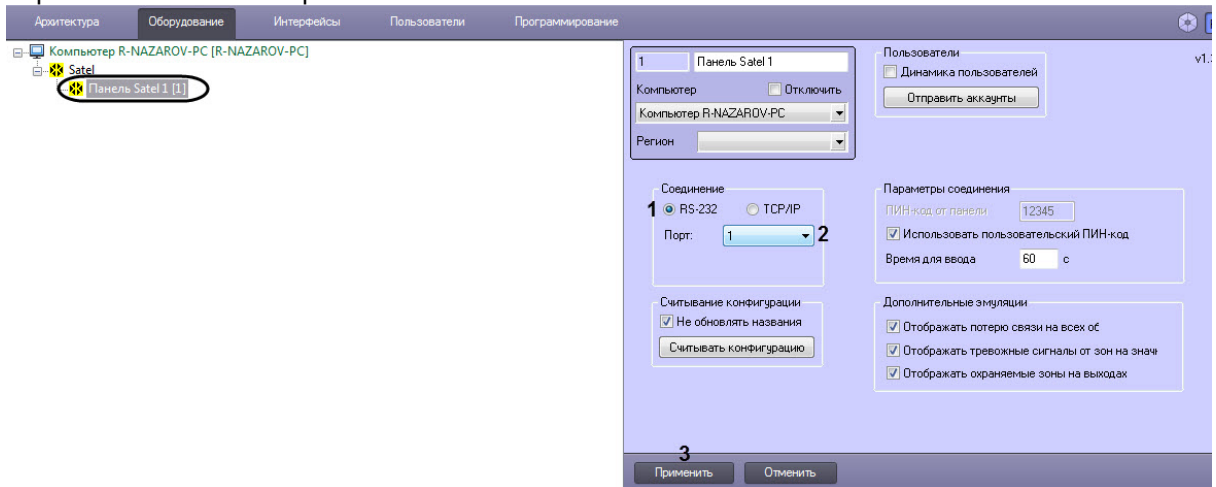 Архитектура Оборудование Интерфейсы Пользователи Программирование
Компьютер R-NAZAROV-PC [R-NAZAROV-PC]
Satel
Панель Satel 1 [1]
1 Панель Satel 1
Компьютер Отключить
Компьютер R-NAZAROV-PC
Регион
Пользователи
Динамика пользователей
Отправить аккаунты
Соединение
1 RS-232 TCP/IP
Порт: 1 2
Параметры соединения
ПИН-код от панели 12345
Использовать пользовательский ПИН-код
Время для ввода 60 с
Считывание конфигурации
Не обновлять названия
Считывать конфигурацию
Дополнительные эмуляции
Отображать потерю связи на всех об
Отображать тревожные сигналы от зон на знач
Отображать охраняемые зоны на выходах
3
Применить Отменить